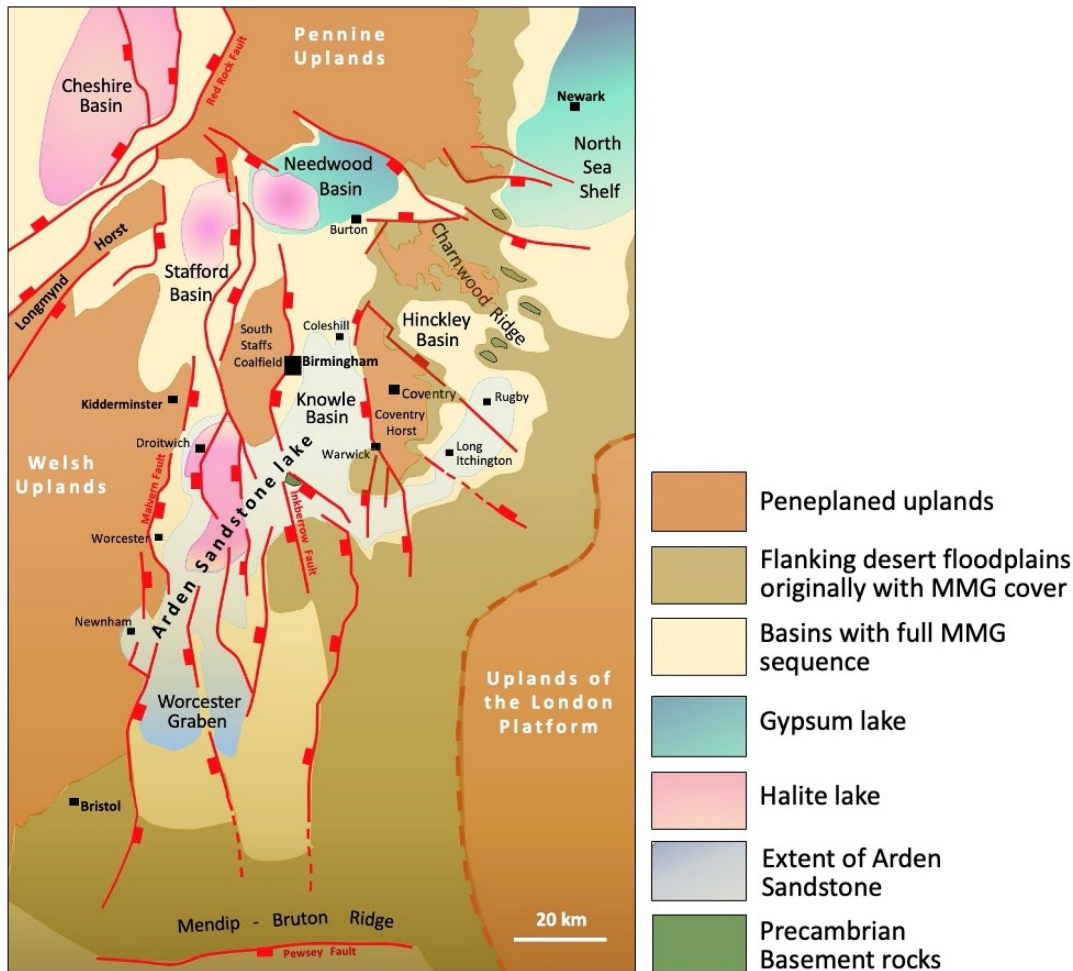 Pennine
Uplands
Cheshire
Basin
Red Rock Fault
Newark
North
Sea
Shelf
Needwood
Basin
Burton
Longmynd Horst
Stafford
Basin
Charnwood Ridge
Hinckley
Basin
South
Staffs
Coalfield
Coleshill
Birmingham
Kidderminster
Knowle
Basin
Coventry
Coventry
Horst
Rugby
Droitwich
Warwick
Long
Itchington
Welsh
Uplands
Malvern Fault
Worcester
Arden Sandstone lake
Inkberrow Fault
Newnham
Worcester
Graben
Uplands of
the London
Platform
Bristol
Mendip - Bruton Ridge
Pewsey Fault
20 km
Peneplaned uplands
Flanking desert floodplains
originally with MMG cover
Basins with full MMG
sequence
Gypsum lake
Halite lake
Extent of Arden
Sandstone
Precambrian
Basement rocks